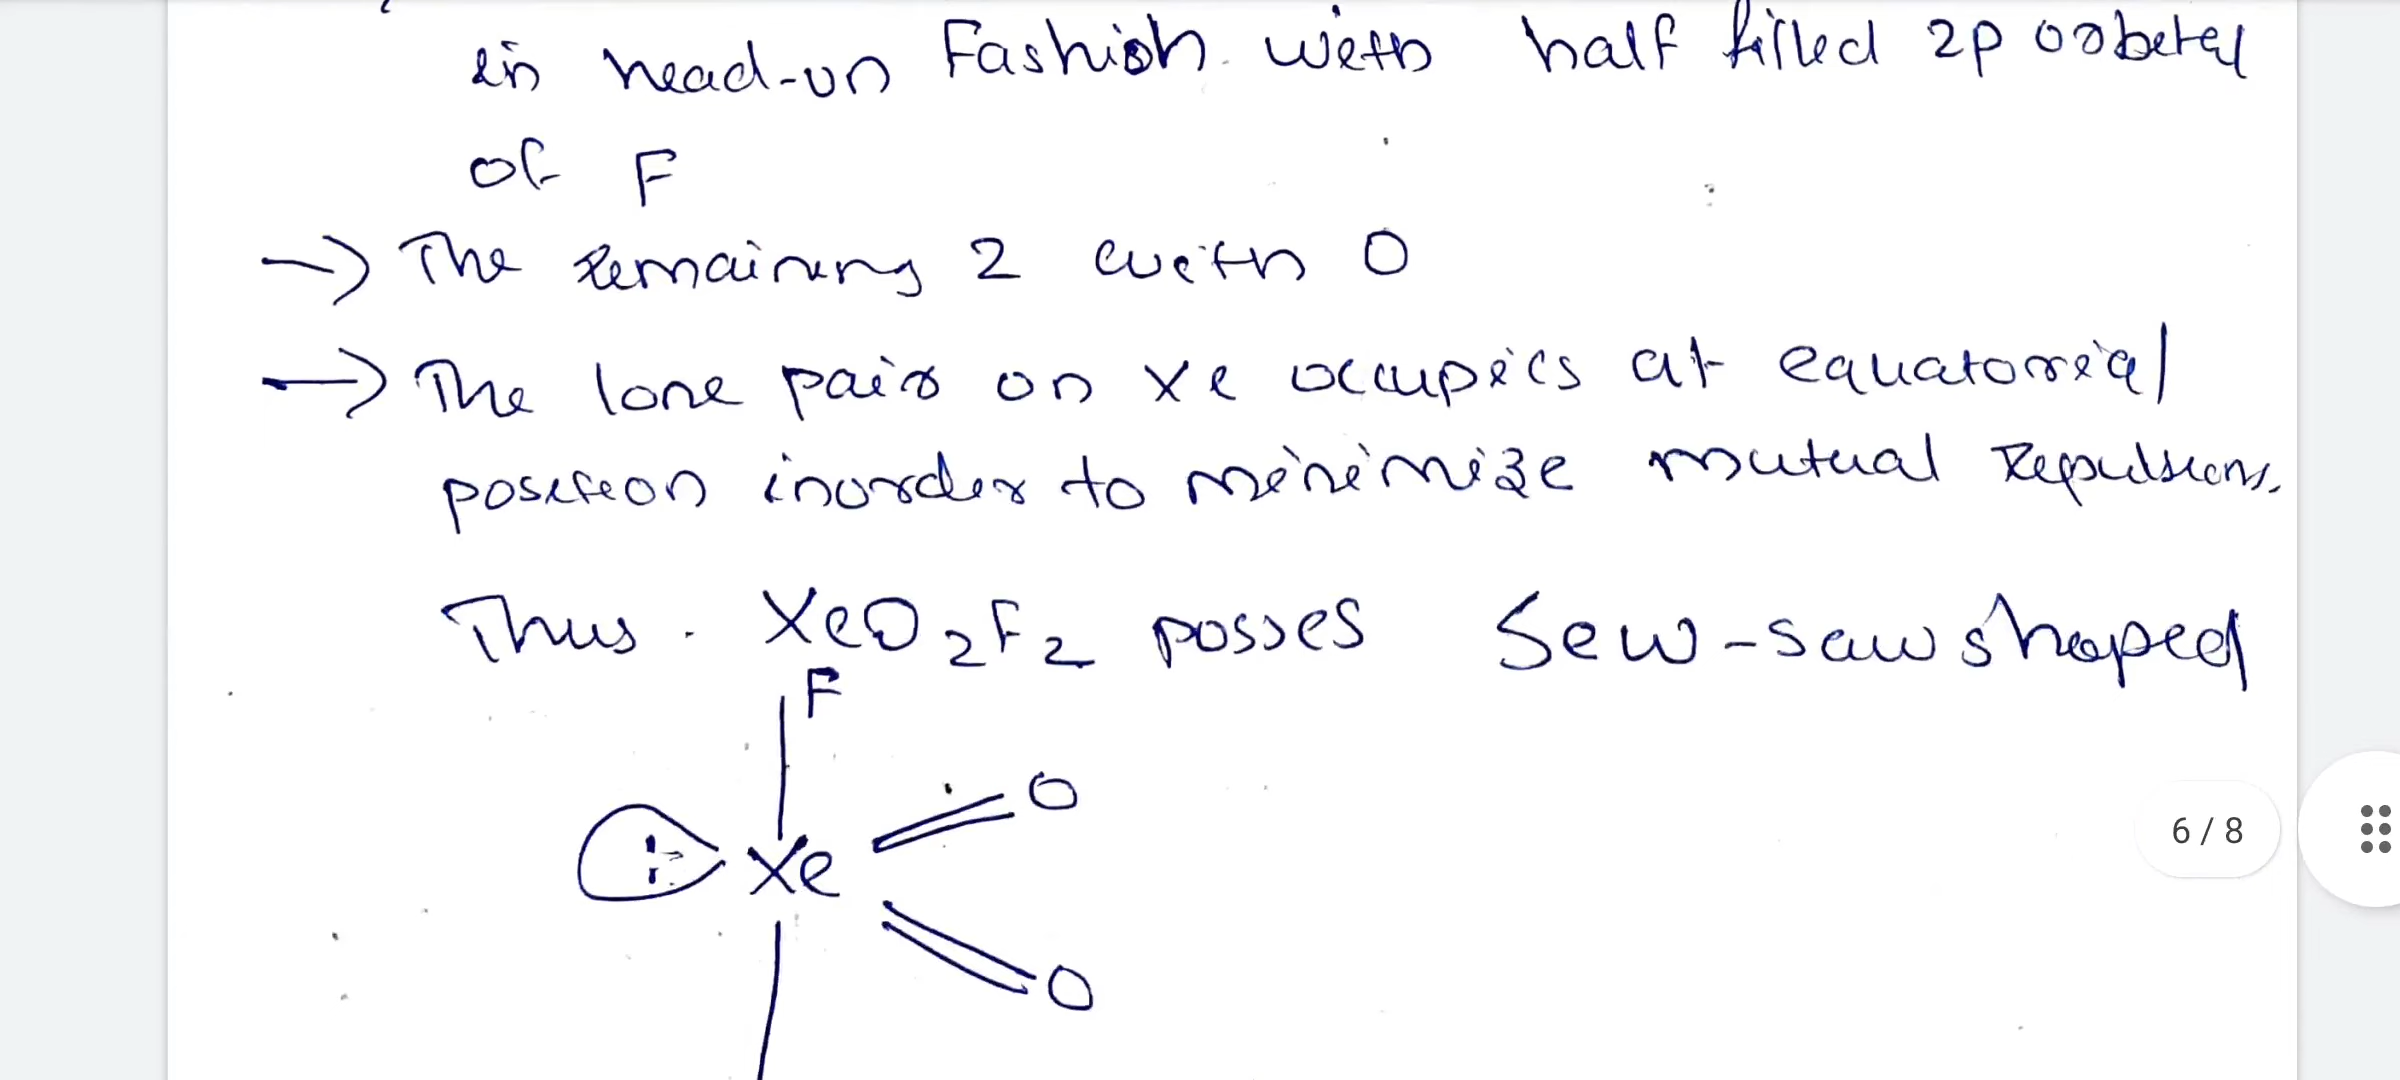 in head-on Fashion with half filled 2p orbital
of F
→ The remaining 2 with O
→ The lone pair on Xe occupies at equatorial
position inorder to minimize mutual repulsions.
Thus. XeO2F2 posses Sew-saw shaped
F
O
Xe
O
6 / 8